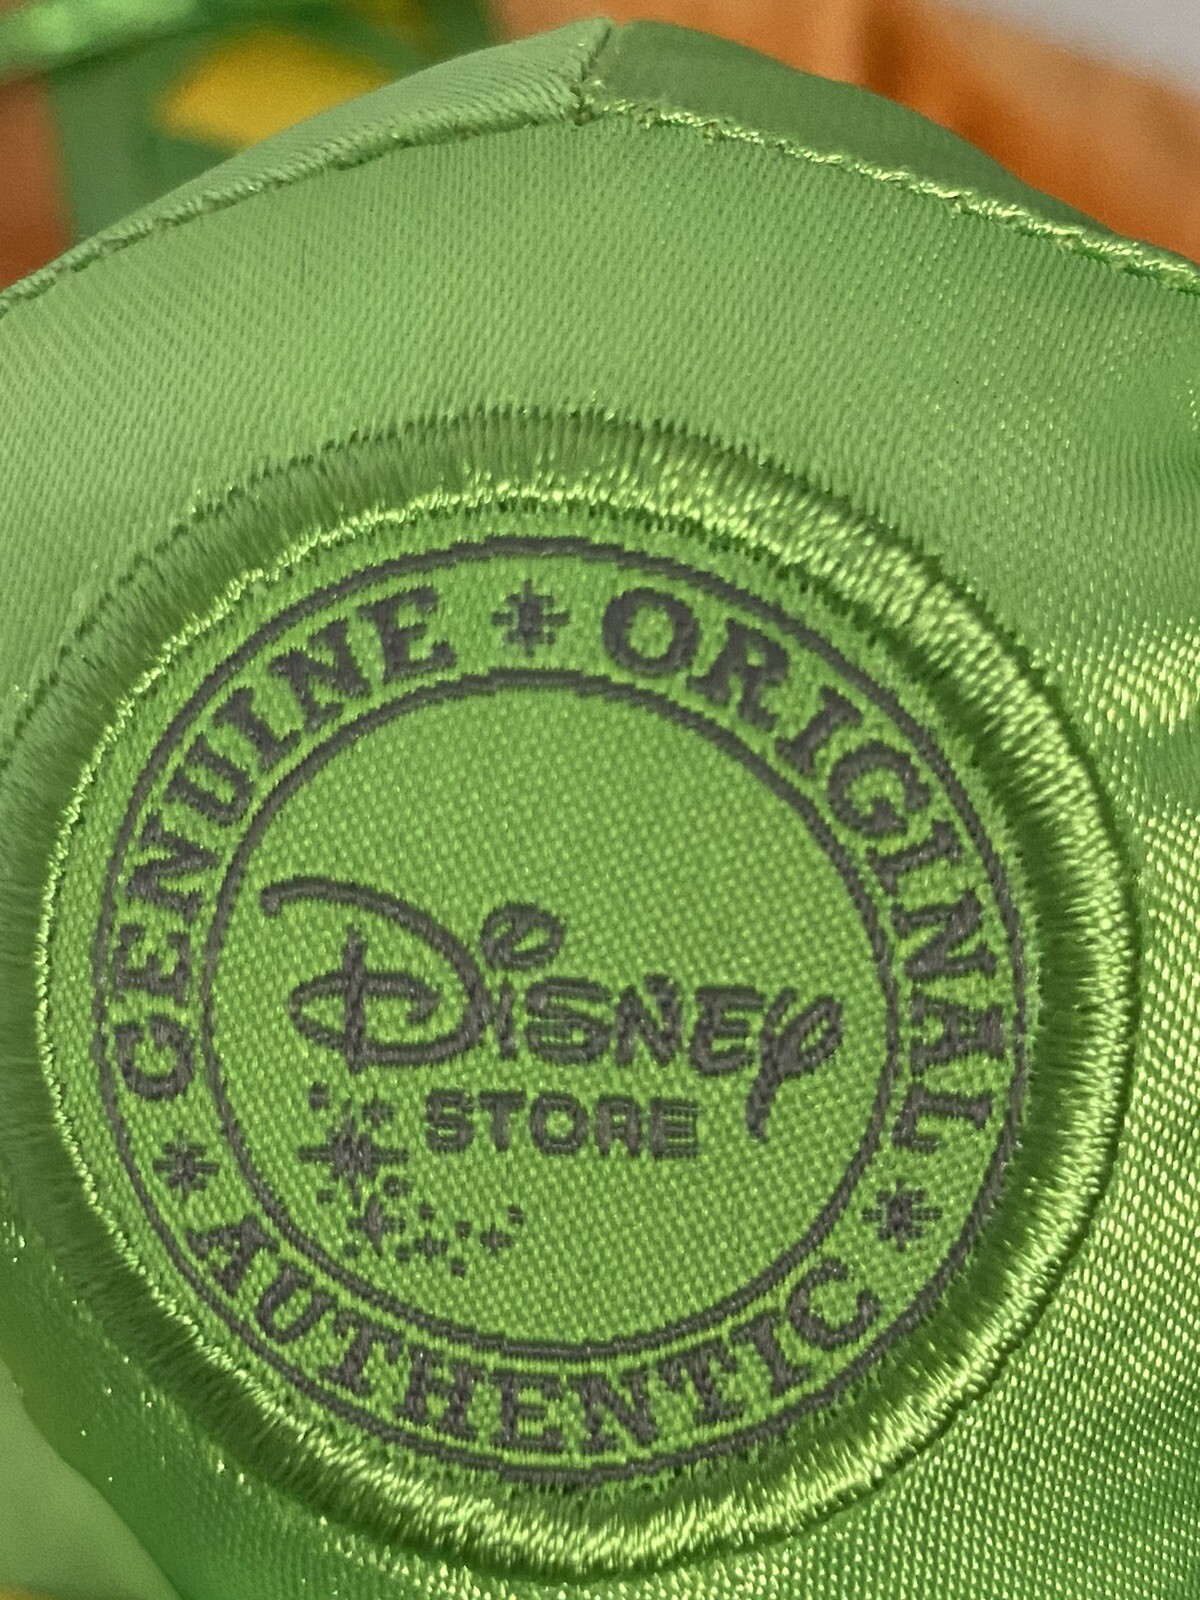 GENUINE * ORIGINAL * AUTHENTIC *
Disney
STORE